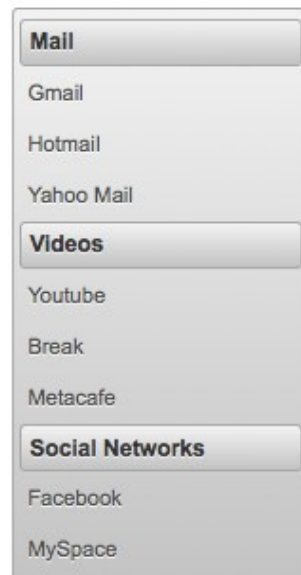 Mail
Gmail
Hotmail
Yahoo Mail
Videos
Youtube
Break
Metacafe
Social Networks
Facebook
MySpace